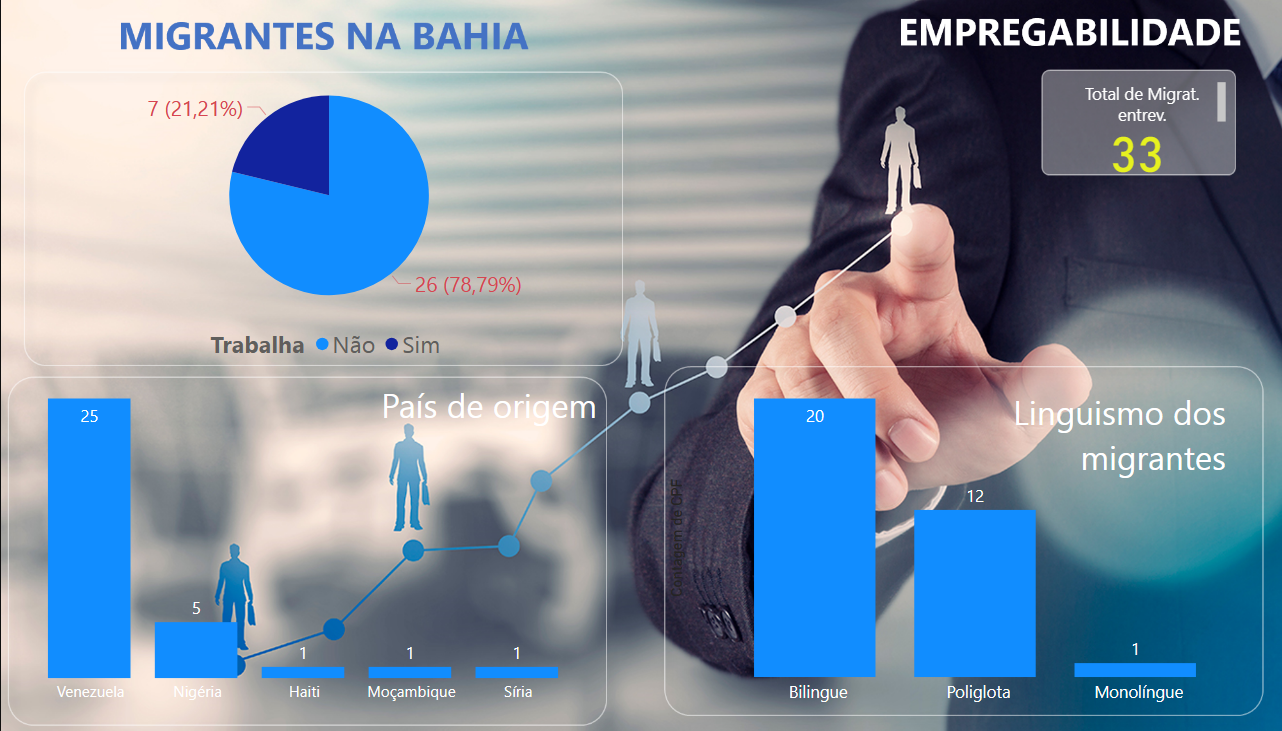 MIGRANTES NA BAHIA
EMPREGABILIDADE
Total de Migrat.
entrev.
33
7 (21,21%)
26 (78,79%)
Trabalha Não Sim
País de origem
25
5
1
1
1
Venezuela
Nigéria
Haiti
Moçambique
Síria
Linguismo dos
migrantes
Contagem de CPF
20
12
1
Bilingue
Poliglota
Monolíngue